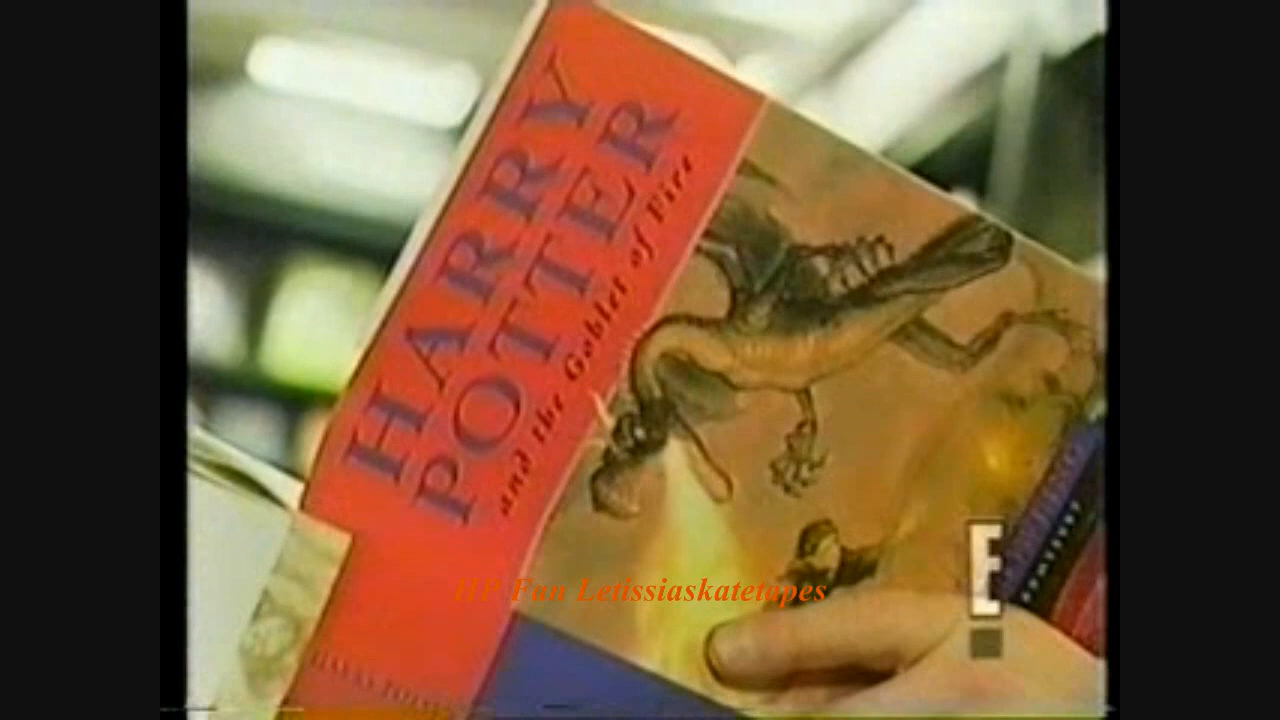 HARRY
POTTER
and the Goblet of Fire
HP Fan Letissiaskatetapes
E!